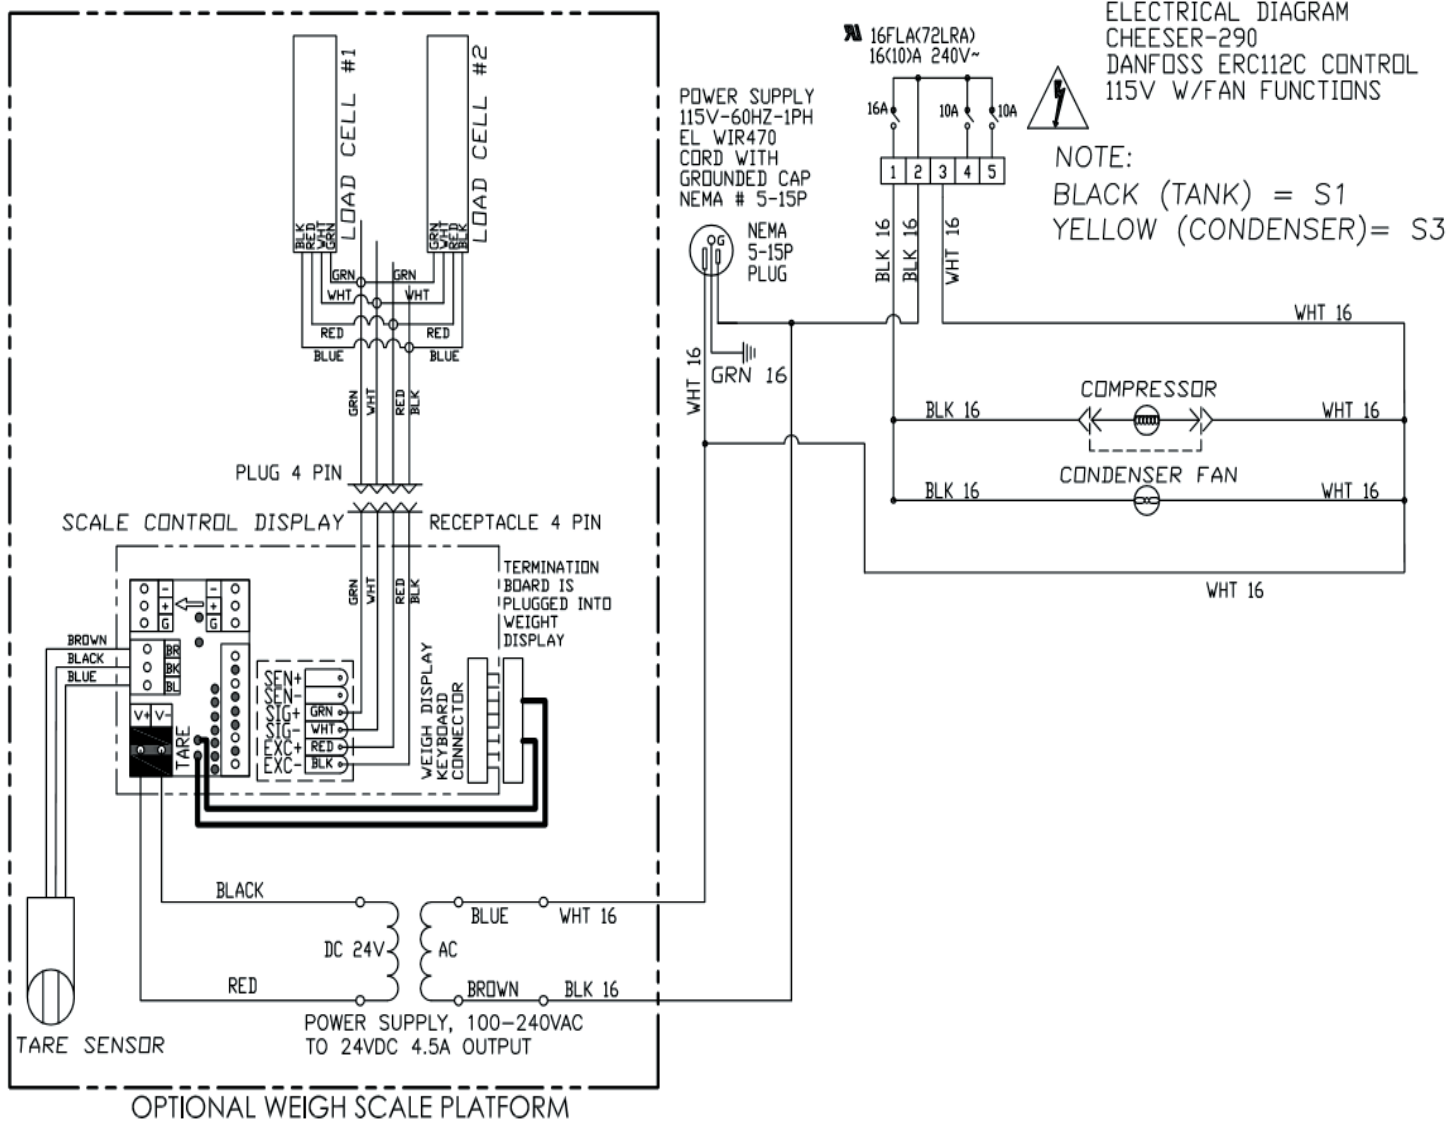 ELECTRICAL DIAGRAM
CHEESER-290
DANFOSS ERC112C CONTROL
115V W/FAN FUNCTIONS
NOTE:
BLACK (TANK) = S1
YELLOW (CONDENSER)= S3
16FLA(72LRA)
16(10)A 240V~
16A
10A
10A
1 2 3 4 5
BLK 16
BLK 16
WHT 16
POWER SUPPLY
115V-60HZ-1PH
EL WIR470
CORD WITH
GROUNDED CAP
NEMA # 5-15P
G
NEMA
5-15P
PLUG
WHT 16
GRN 16
WHT 16
COMPRESSOR
BLK 16
WHT 16
CONDENSER FAN
BLK 16
WHT 16
WHT 16
LOAD CELL #1
LOAD CELL #2
BLK
RED
WHT
GRN
GRN
WHT
RED
BLK
GRN
GRN
WHT
WHT
RED
RED
BLUE
BLUE
GRN
WHT
RED
BLK
PLUG 4 PIN
SCALE CONTROL DISPLAY
RECEPTACLE 4 PIN
GRN
WHT
RED
BLK
TERMINATION
BOARD IS
PLUGGED INTO
WEIGHT
DISPLAY
- -
+ +
G G
BROWN
BLACK
BLUE
BR
BK
BL
V+ V-
TARE
SEN+
SEN-
SIG+ GRN
SIG- WHT
EXC+ RED
EXC- BLK
WEIGH DISPLAY
KEYBOARD
CONNECTOR
BLACK
RED
DC 24V
AC
BLUE
WHT 16
BROWN
BLK 16
POWER SUPPLY, 100-240VAC
TO 24VDC 4.5A OUTPUT
TARE SENSOR
OPTIONAL WEIGH SCALE PLATFORM